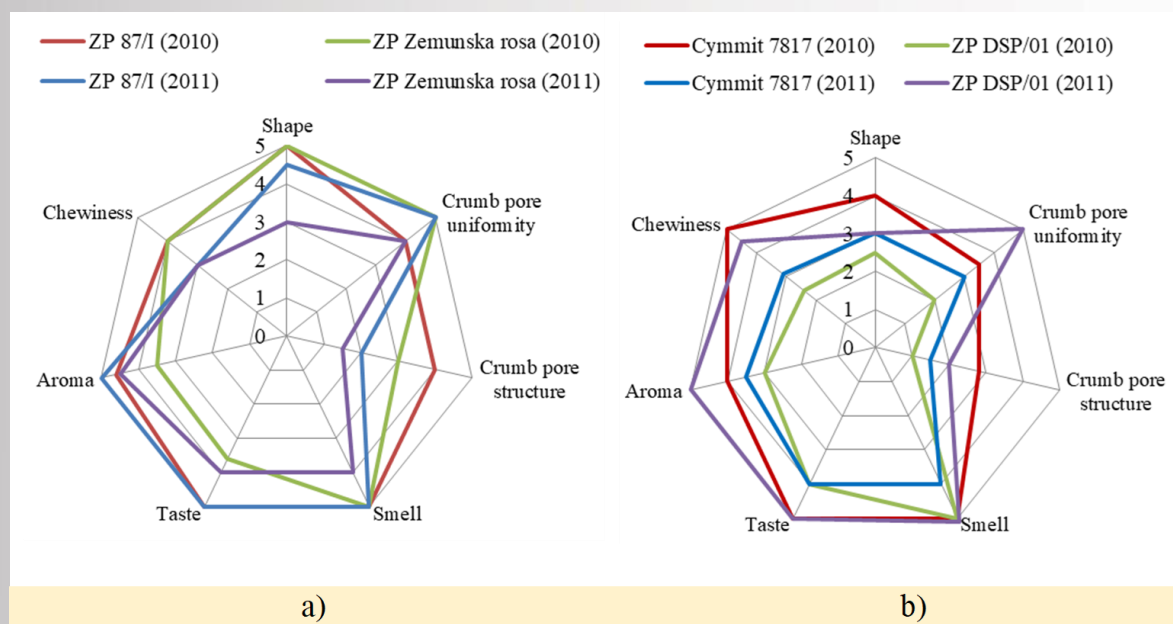 ZP 87/I (2010)
ZP Zemunska rosa (2010)
ZP 87/I (2011)
ZP Zemunska rosa (2011)
Shape
5
4
3
2
1
0
Crumb pore
uniformity
Crumb pore
structure
Smell
Taste
Aroma
Chewiness
a)
Cymmit 7817 (2010)
ZP DSP/01 (2010)
Cymmit 7817 (2011)
ZP DSP/01 (2011)
Shape
5
4
3
2
1
0
Crumb pore
uniformity
Crumb pore
structure
Smell
Taste
Aroma
Chewiness
b)